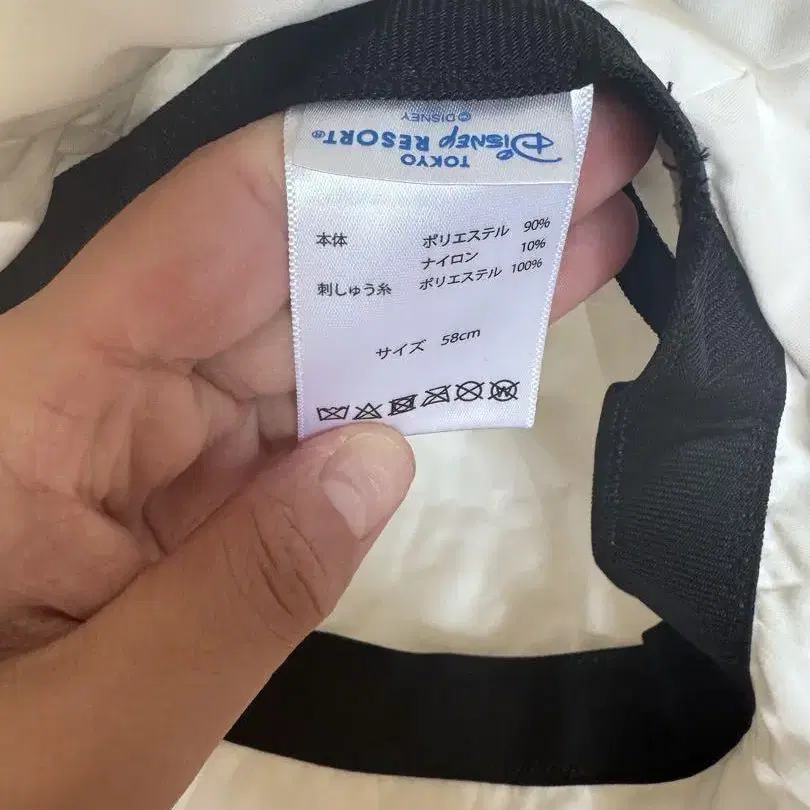 TOKYO
Disney RESORT®
©DISNEY
本体 ポリエステル 90%
ナイロン 10%
刺しゅう糸 ポリエステル 100%
サイズ 58cm